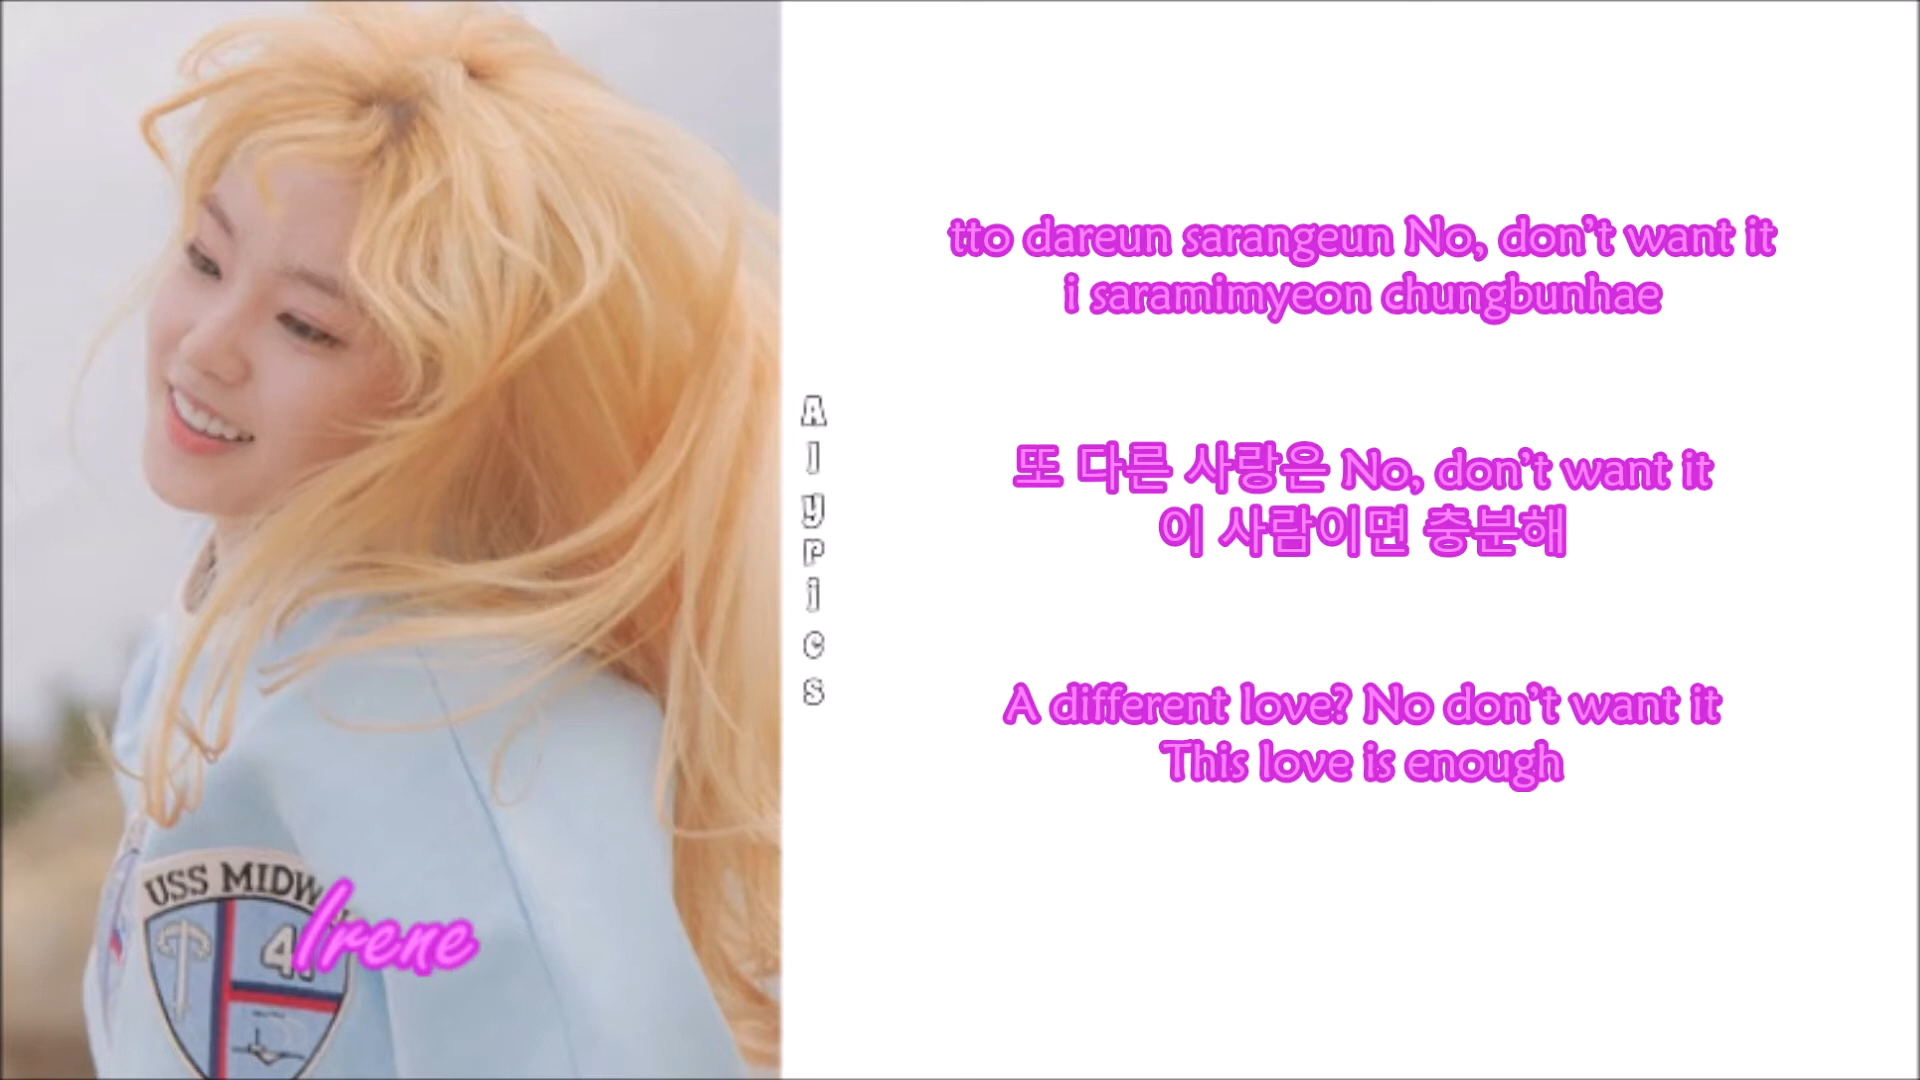 USS MIDW
41
Irene
Alyrics
tto dareun sarangeun No, don't want it
i saramimyeon chungbunhae
또 다른 사랑은 No, don't want it
이 사람이면 충분해
A different love? No don't want it
This love is enough